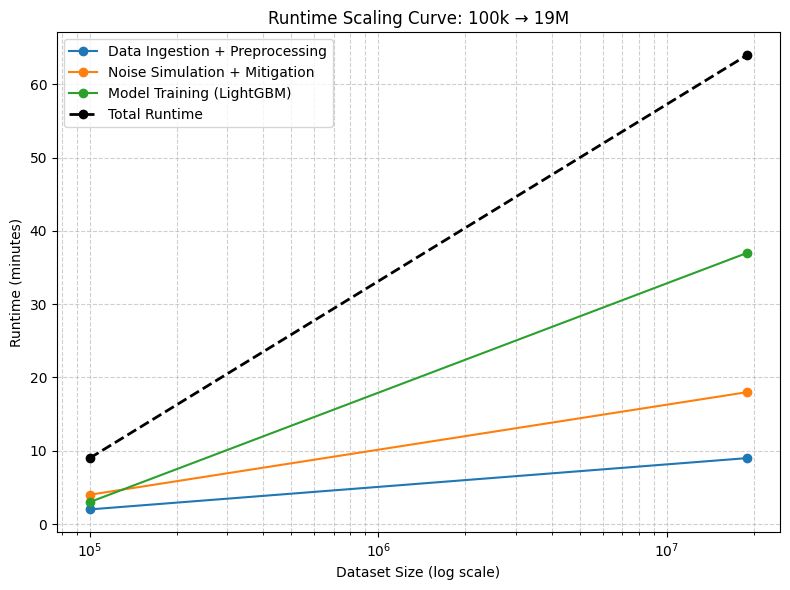 Runtime Scaling Curve: 100k → 19M
Data Ingestion + Preprocessing
Noise Simulation + Mitigation
Model Training (LightGBM)
Total Runtime
Runtime (minutes)
60
50
40
30
20
10
0
10⁵
10⁶
10⁷
Dataset Size (log scale)